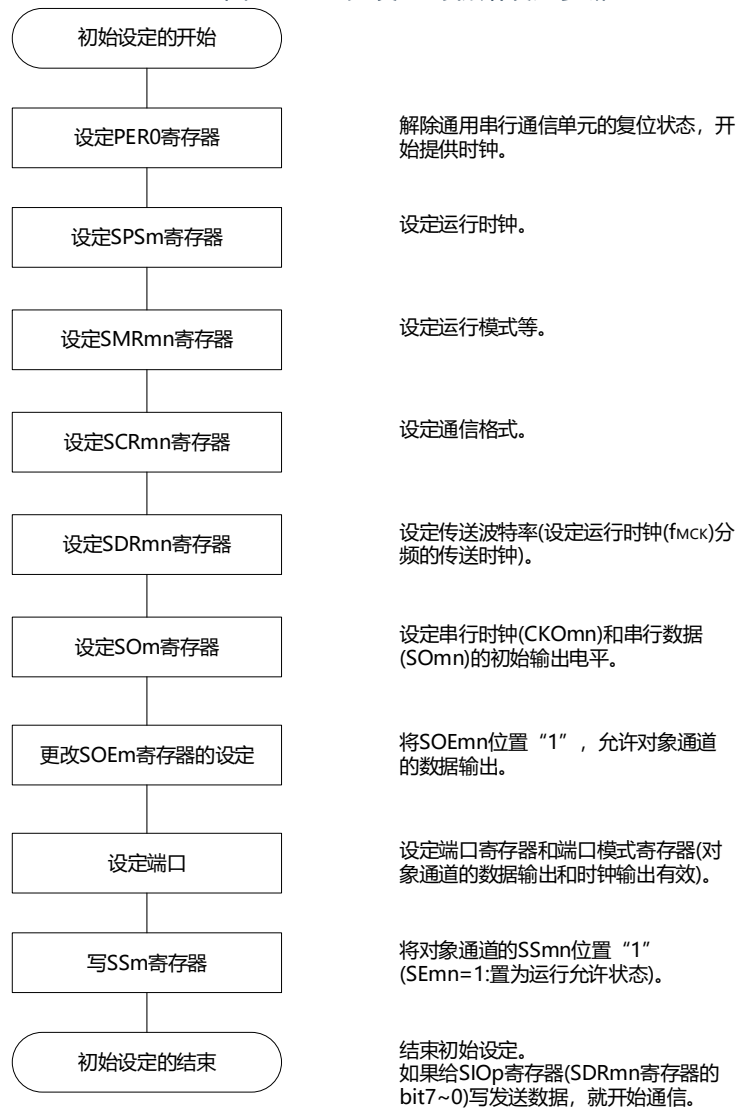 初始设定的开始
设定PER0寄存器
解除通用串行通信单元的复位状态，开
始提供时钟。
设定SPSm寄存器
设定运行时钟。
设定SMRmn寄存器
设定运行模式等。
设定SCRmn寄存器
设定通信格式。
设定SDRmn寄存器
设定传送波特率(设定运行时钟(fMCK)分
频的传送时钟)。
设定SOm寄存器
设定串行时钟(CKOmn)和串行数据
(SOmn)的初始输出电平。
更改SOEm寄存器的设定
将SOEmn位置“1”，允许对象通道
的数据输出。
设定端口
设定端口寄存器和端口模式寄存器(对
象通道的数据输出和时钟输出有效)。
写SSm寄存器
将对象通道的SSmn位置“1”
(SEmn=1:置为运行允许状态)。
初始设定的结束
结束初始设定。
如果给SIOp寄存器(SDRmn寄存器的
bit7~0)写发送数据，就开始通信。